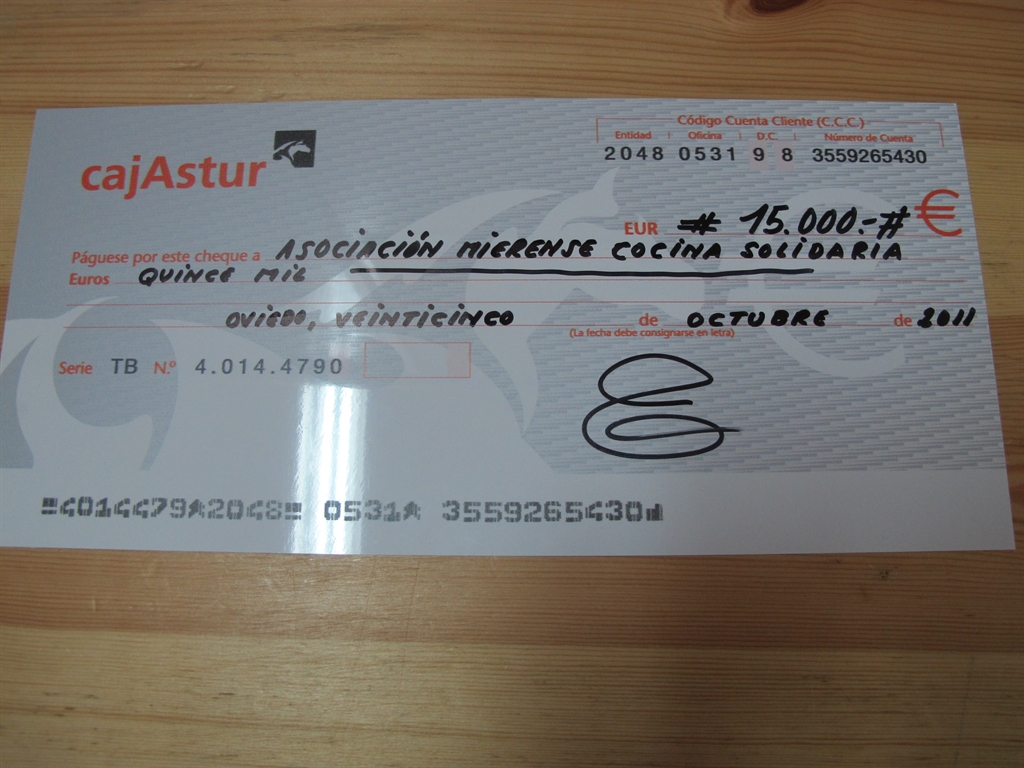 cajAstur
Código Cuenta Cliente (C.C.C.)
Entidad Oficina D.C. Número de Cuenta
2048 0531 9 8 3559265430
EUR # 15.000.-# €
Páguese por este cheque a ASOCIACIÓN MIERENSE COCINA SOLIDARIA
Euros QUINCE MIL
OVIEDO, VEINTICINCO de OCTUBRE de 2011
(La fecha debe consignarse en letra)
Serie TB N.º 4.014.4790
4014479 2048 0531 3559265430